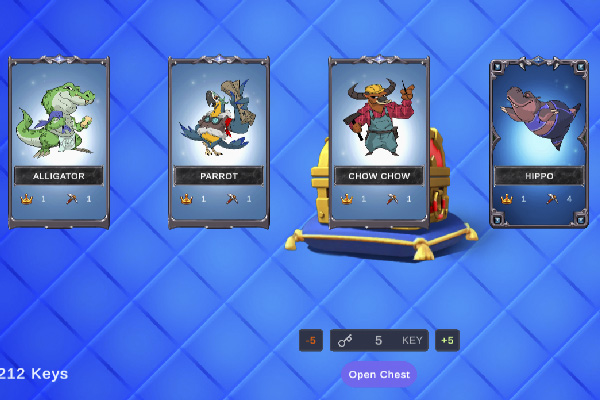 ALLIGATOR
1 1
PARROT
1 1
CHOW CHOW
1 1
HIPPO
1 4
-5 5 KEY +5
212 Keys
Open Chest